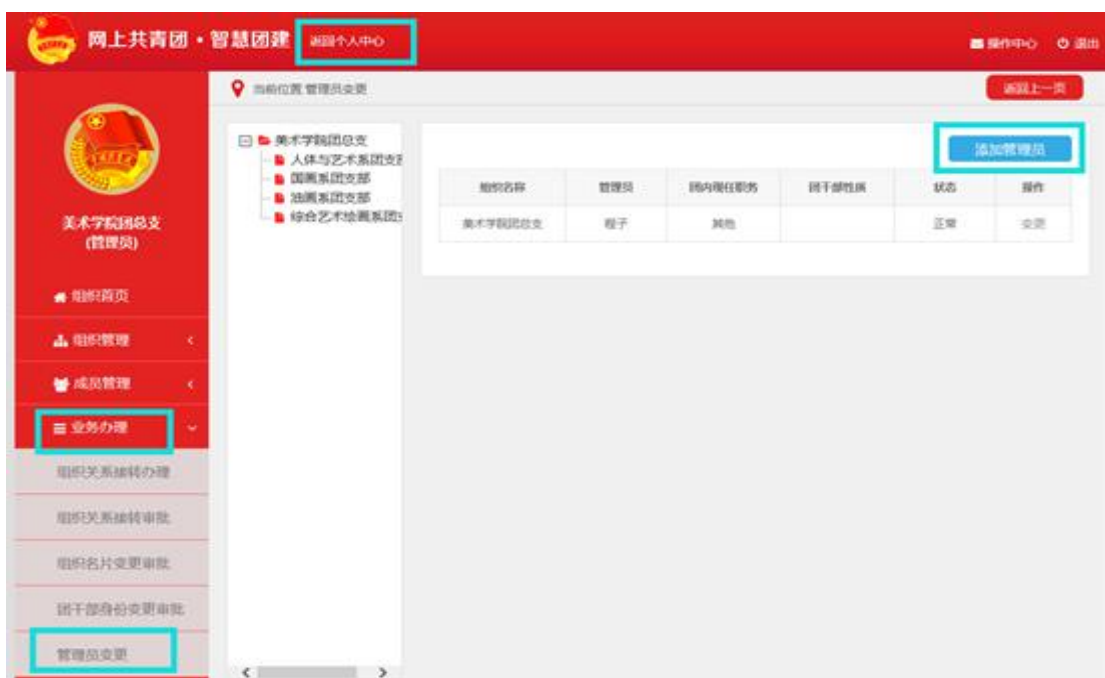 网上共青团·智慧团建 返回个人中心
操作中心 退出
当前位置 管理员变更
返回上一页
美术学院团总支
(管理员)
组织首页
组织管理
成员管理
业务办理
组织关系接转办理
组织关系接转审批
组织名片变更审批
团干部身份变更审批
管理员变更
美术学院团总支
人体与艺术系团支
国画系团支部
油画系团支部
综合艺术绘画系团
添加管理员
组织名称 管理员 团内现任职务 团干部性质 状态 操作
美术学院团总支 程子 其他 正常 变更